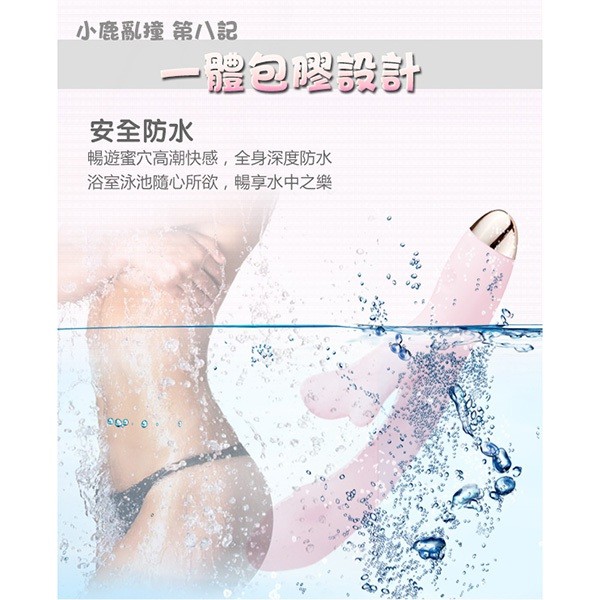 小鹿亂撞 第八記
一體包膠設計
安全防水
暢遊蜜穴高潮快感，全身深度防水
浴室泳池隨心所欲，暢享水中之樂